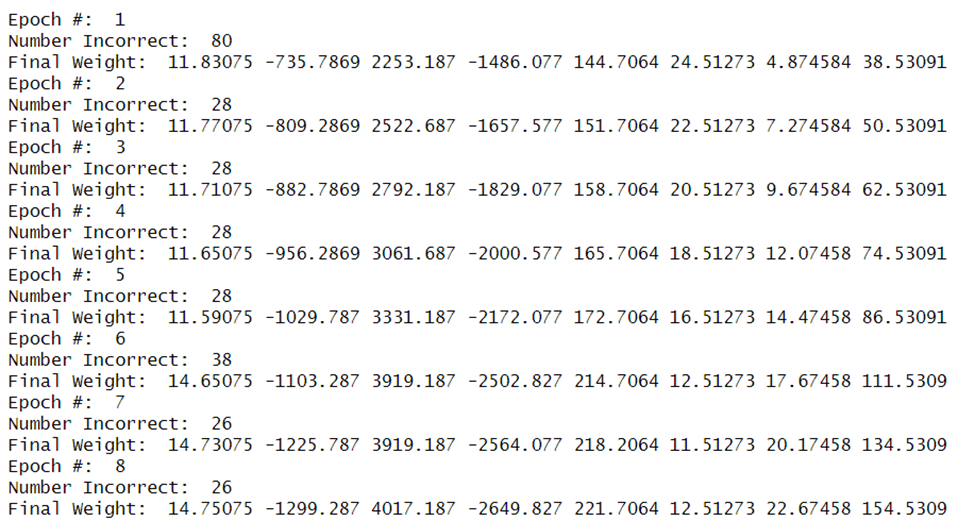 Epoch #:  1
Number Incorrect:  80
Final Weight:  11.83075 -735.7869 2253.187 -1486.077 144.7064 24.51273 4.874584 38.53091
Epoch #:  2
Number Incorrect:  28
Final Weight:  11.77075 -809.2869 2522.687 -1657.577 151.7064 22.51273 7.274584 50.53091
Epoch #:  3
Number Incorrect:  28
Final Weight:  11.71075 -882.7869 2792.187 -1829.077 158.7064 20.51273 9.674584 62.53091
Epoch #:  4
Number Incorrect:  28
Final Weight:  11.65075 -956.2869 3061.687 -2000.577 165.7064 18.51273 12.07458 74.53091
Epoch #:  5
Number Incorrect:  28
Final Weight:  11.59075 -1029.787 3331.187 -2172.077 172.7064 16.51273 14.47458 86.53091
Epoch #:  6
Number Incorrect:  38
Final Weight:  14.65075 -1103.287 3919.187 -2502.827 214.7064 12.51273 17.67458 111.5309
Epoch #:  7
Number Incorrect:  26
Final Weight:  14.73075 -1225.787 3919.187 -2564.077 218.2064 11.51273 20.17458 134.5309
Epoch #:  8
Number Incorrect:  26
Final Weight:  14.75075 -1299.287 4017.187 -2649.827 221.7064 12.51273 22.67458 154.5309